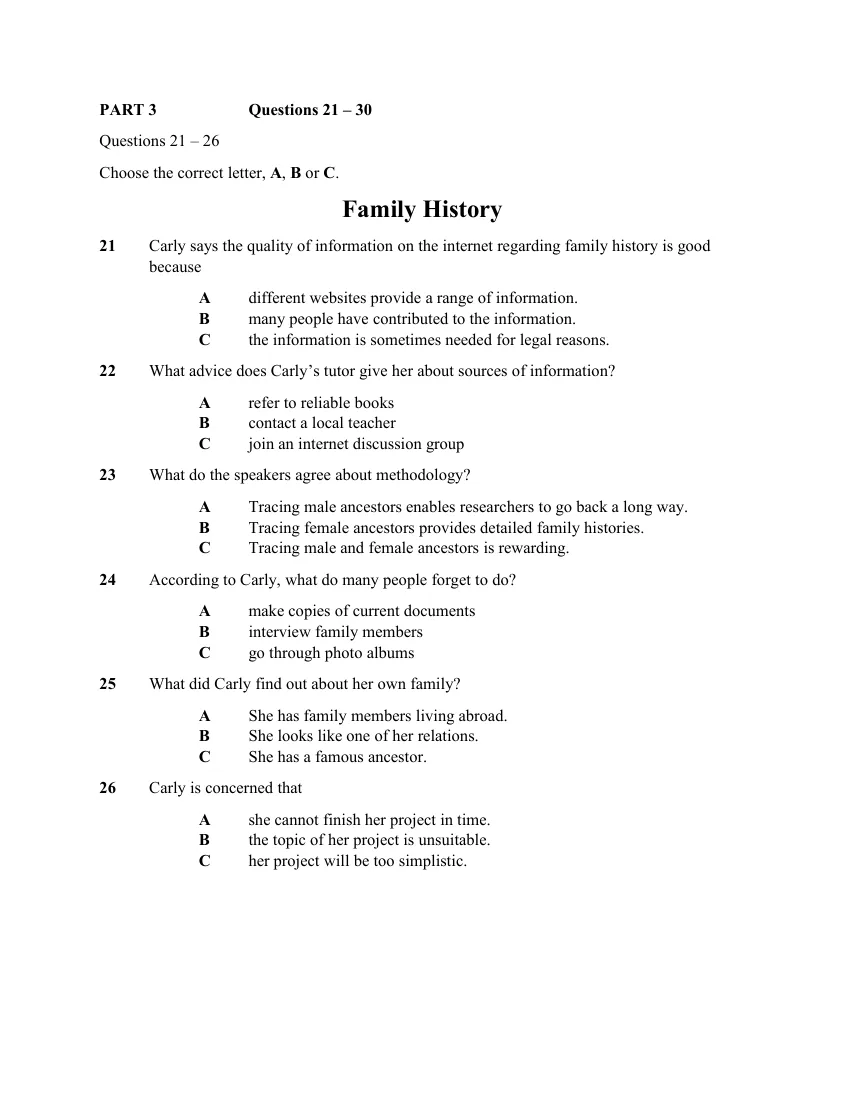 PART 3 Questions 21 – 30
Questions 21 – 26
Choose the correct letter, A, B or C.
Family History
21 Carly says the quality of information on the internet regarding family history is good
because
A different websites provide a range of information.
B many people have contributed to the information.
C the information is sometimes needed for legal reasons.
22 What advice does Carly’s tutor give her about sources of information?
A refer to reliable books
B contact a local teacher
C join an internet discussion group
23 What do the speakers agree about methodology?
A Tracing male ancestors enables researchers to go back a long way.
B Tracing female ancestors provides detailed family histories.
C Tracing male and female ancestors is rewarding.
24 According to Carly, what do many people forget to do?
A make copies of current documents
B interview family members
C go through photo albums
25 What did Carly find out about her own family?
A She has family members living abroad.
B She looks like one of her relations.
C She has a famous ancestor.
26 Carly is concerned that
A she cannot finish her project in time.
B the topic of her project is unsuitable.
C her project will be too simplistic.